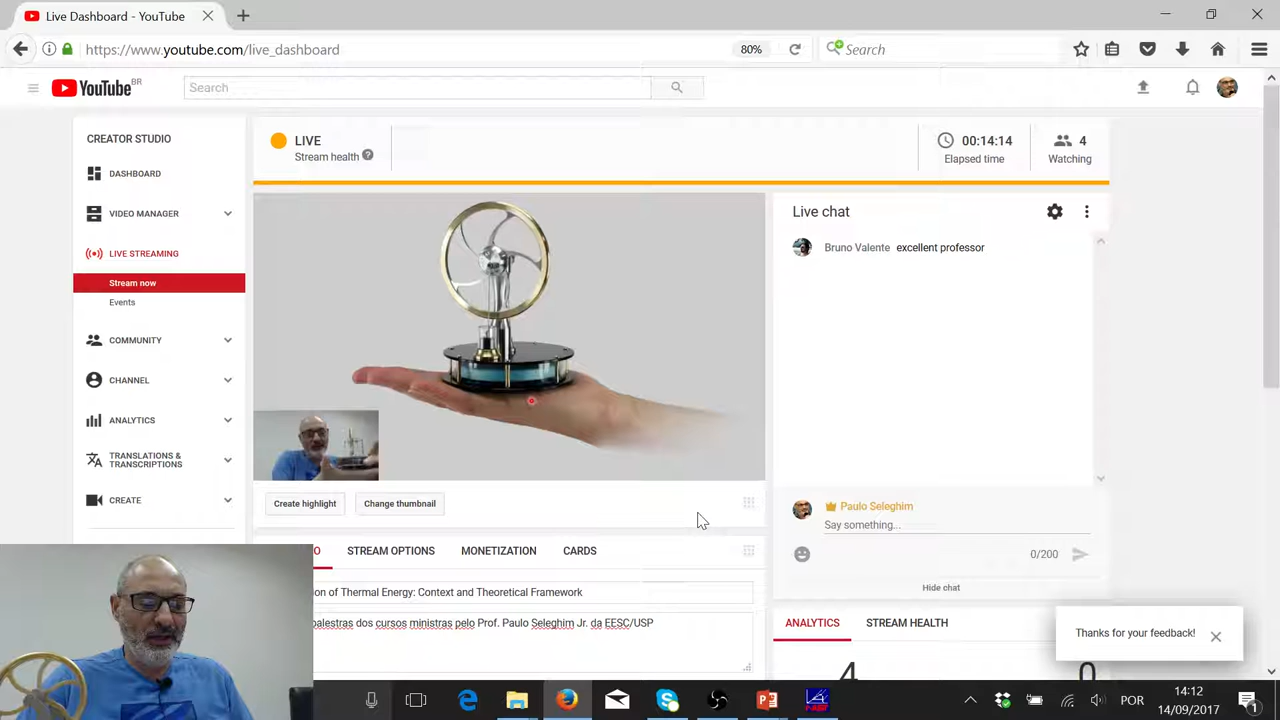 Live Dashboard - YouTube
https://www.youtube.com/live_dashboard
80%
Search
YouTube BR
Search
CREATOR STUDIO
DASHBOARD
VIDEO MANAGER
LIVE STREAMING
Stream now
Events
COMMUNITY
CHANNEL
ANALYTICS
TRANSLATIONS &
TRANSCRIPTIONS
CREATE
LIVE
Stream health
00:14:14
Elapsed time
4
Watching
Create highlight
Change thumbnail
STREAM OPTIONS
MONETIZATION
CARDS
of Thermal Energy: Context and Theoretical Framework
palestras dos cursos ministras pelo Prof. Paulo Seleghim Jr. da EESC/USP
Live chat
Bruno Valente excellent professor
Paulo Seleghim
Say something...
0/200
Hide chat
ANALYTICS
STREAM HEALTH
4
0
Thanks for your feedback!
POR
14:12
14/09/2017
1